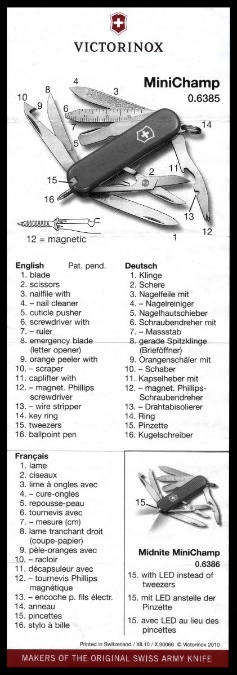 VICTORINOX
MiniChamp
0.6385
4
3
8
10
9
6
7
5
14
11
2
15
16
13
12
1
12 = magnetic
English Pat. pend.
1. blade
2. scissors
3. nailfile with
4. – nail cleaner
5. cuticle pusher
6. screwdriver with
7. – ruler
8. emergency blade
(letter opener)
9. orange peeler with
10. – scraper
11. caplifter with
12. – magnet. Phillips
screwdriver
13. – wire stripper
14. key ring
15. tweezers
16. ballpoint pen
Deutsch
1. Klinge
2. Schere
3. Nagelfeile mit
4. – Nagelreiniger
5. Nagelhautschieber
6. Schraubendreher mit
7. – Massstab
8. gerade Spitzklinge
(Brieföffner)
9. Orangenschäler mit
10. – Schaber
11. Kapselheber mit
12. – magnet. Phillips-
Schraubendreher
13. – Drahtabisolierer
14. Ring
15. Pinzette
16. Kugelschreiber
Français
1. lame
2. ciseaux
3. lime à ongles avec
4. – cure-ongles
5. repousse-peau
6. tournevis avec
7. – mesure (cm)
8. lame tranchant droit
(coupe-papier)
9. pèle-oranges avec
10. – racloir
11. décapsuleur avec
12. – tournevis Phillips
magnétique
13. – encoche p. fils électr.
14. anneau
15. pincettes
16. stylo à bille
15
Midnite MiniChamp
0.6386
15. with LED instead of
tweezers
15. mit LED anstelle der
Pinzette
15. avec LED au lieu des
pincettes
Printed in Switzerland / XII.10 / X.90066 © Victorinox 2010
MAKERS OF THE ORIGINAL SWISS ARMY KNIFE